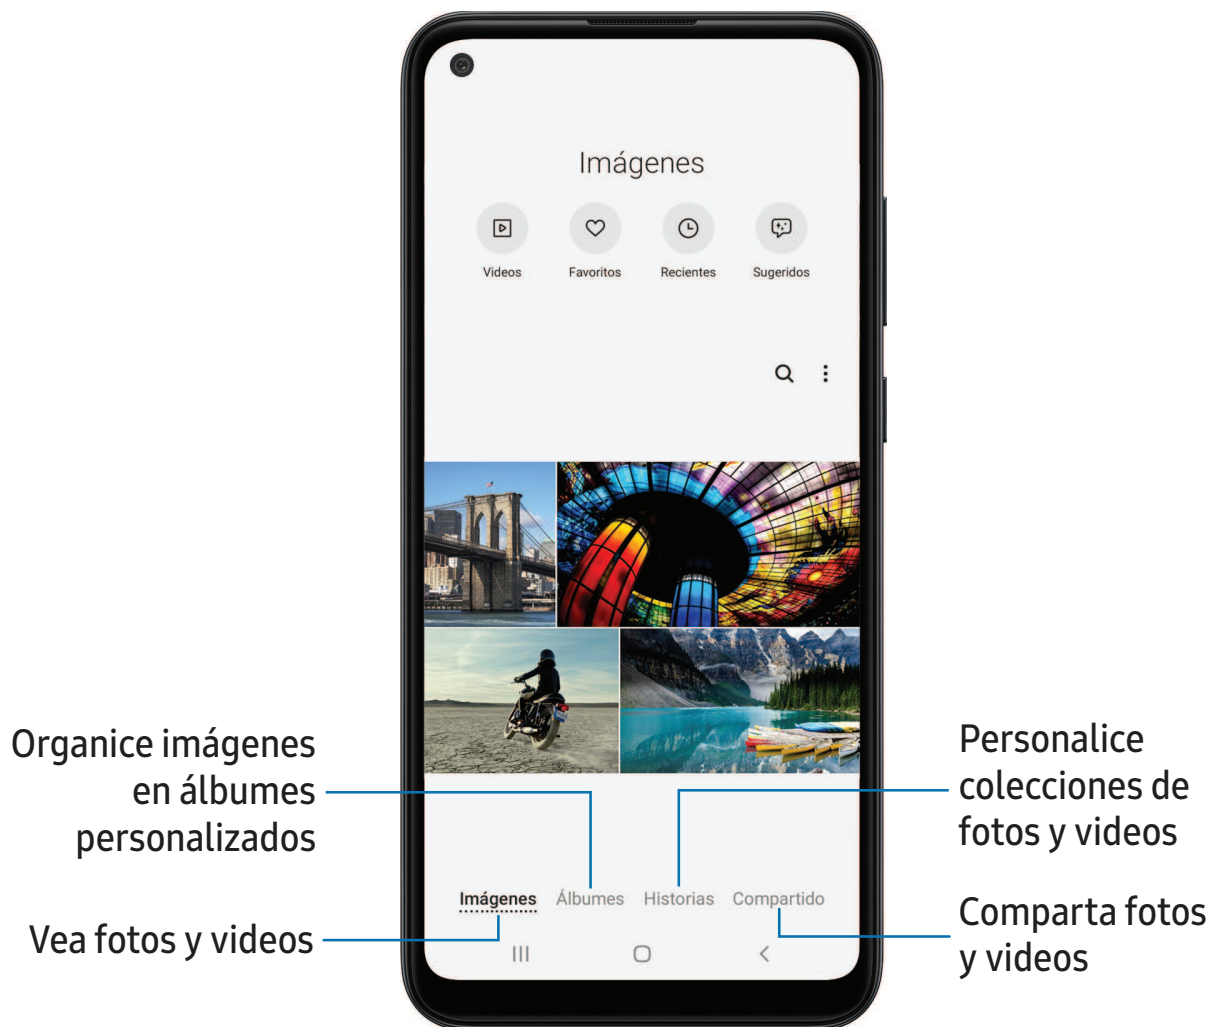 Imágenes
Videos
Favoritos
Recientes
Sugeridos
Organice imágenes
en álbumes
personalizados
Personalice
colecciones de
fotos y videos
Imágenes
Álbumes
Historias
Compartido
Vea fotos y videos
Comparta fotos
y videos